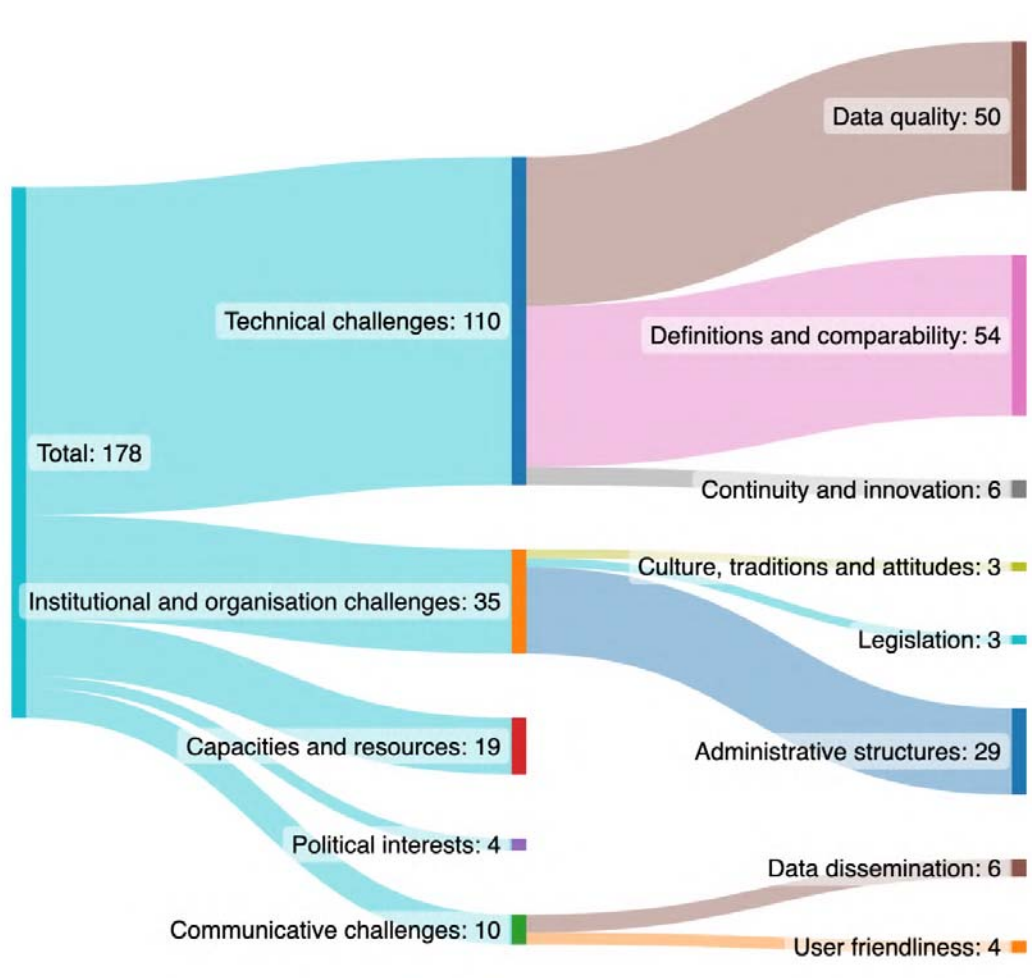 Total: 178
Technical challenges: 110
Institutional and organisation challenges: 35
Capacities and resources: 19
Political interests: 4
Communicative challenges: 10
Data quality: 50
Definitions and comparability: 54
Continuity and innovation: 6
Culture, traditions and attitudes: 3
Legislation: 3
Administrative structures: 29
Data dissemination: 6
User friendliness: 4